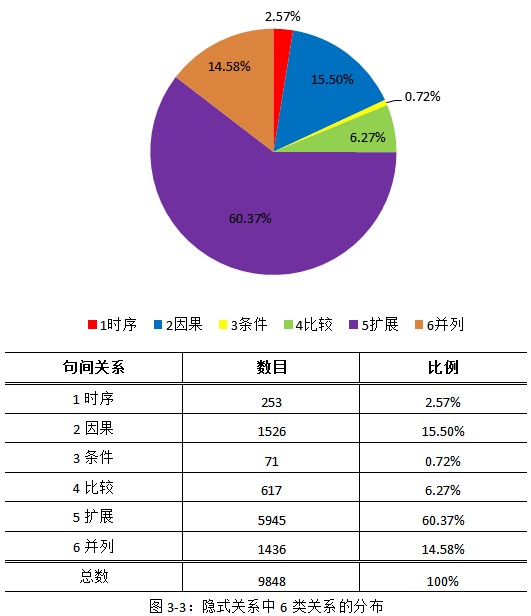 2.57%
14.58%
15.50%
0.72%
6.27%
60.37%
1时序 2因果 3条件 4比较 5扩展 6并列
句间关系 数目 比例
1 时序 253 2.57%
2 因果 1526 15.50%
3 条件 71 0.72%
4 比较 617 6.27%
5 扩展 5945 60.37%
6 并列 1436 14.58%
总数 9848 100%
图 3-3：隐式关系中 6 类关系的分布